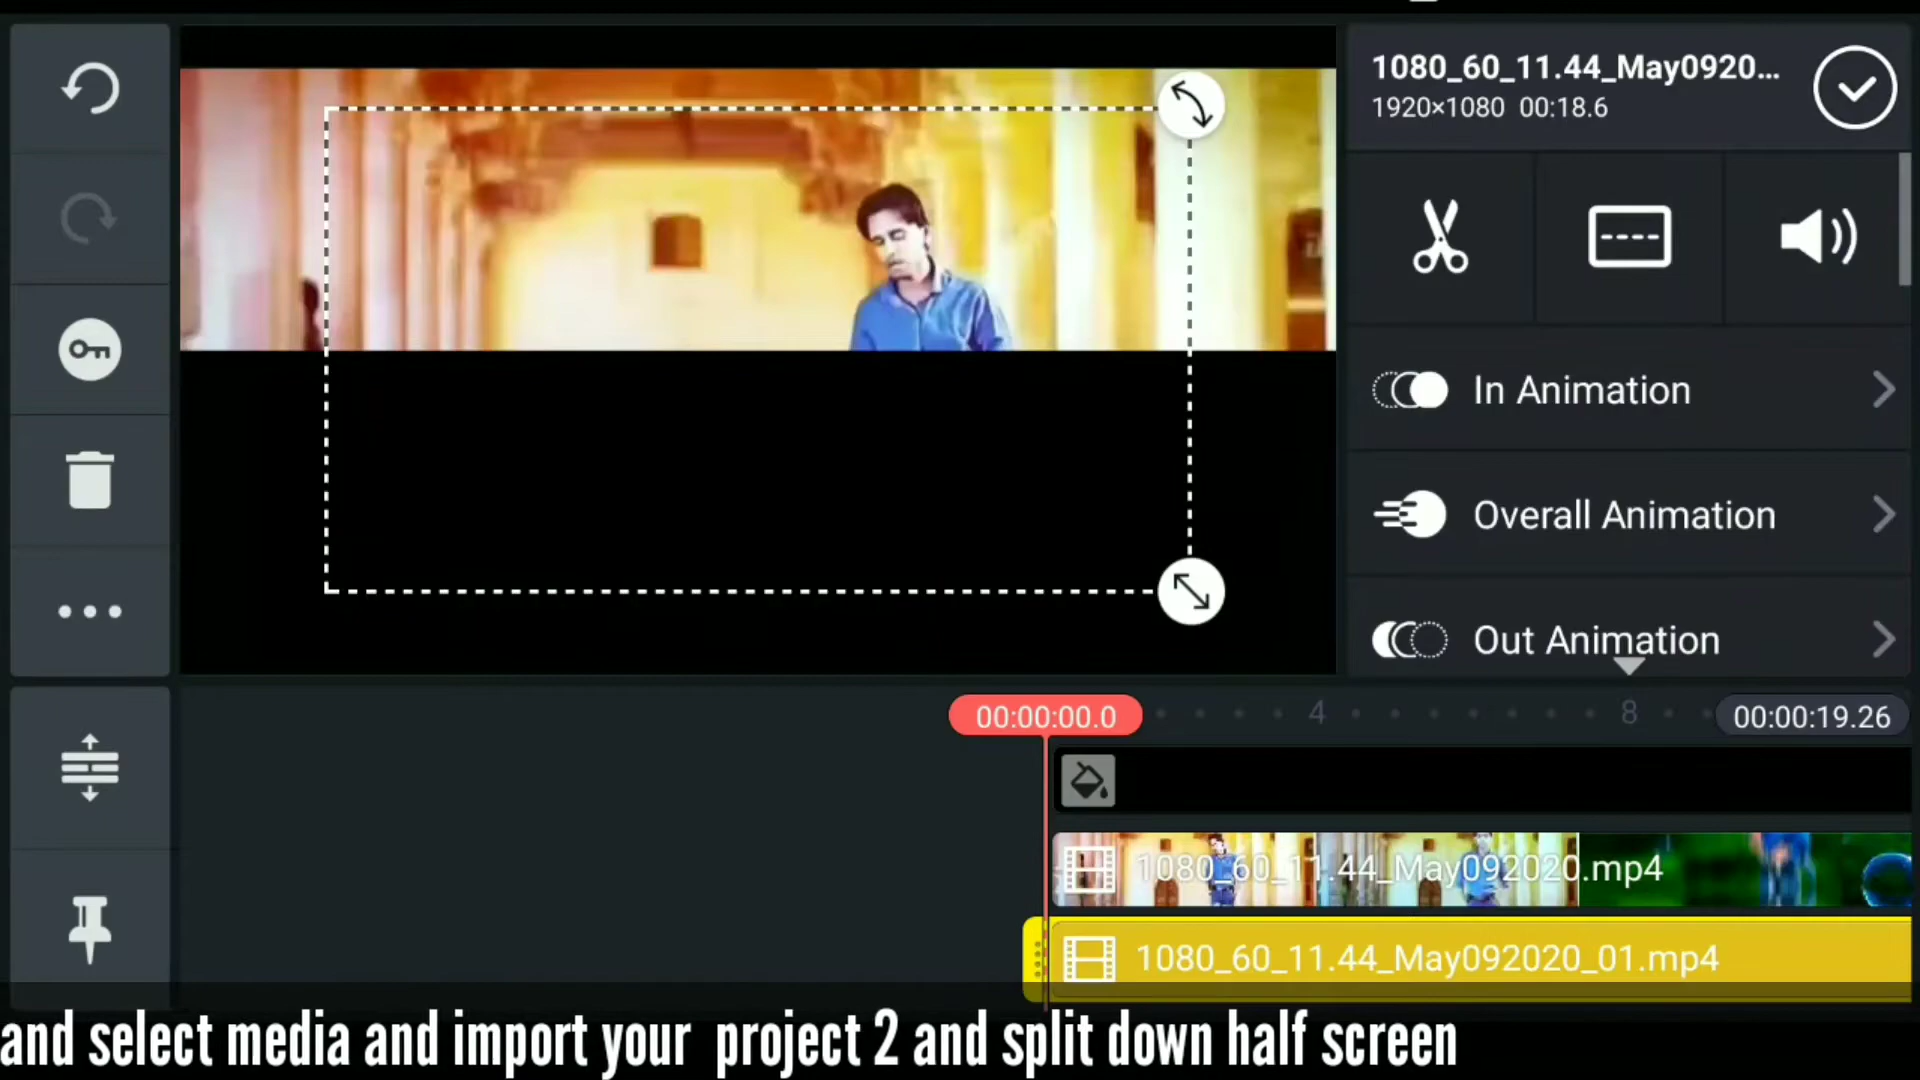 1080_60_11.44_May0920...
1920×1080 00:18.6
In Animation
Overall Animation
Out Animation
00:00:00.0
4
8
00:00:19.26
1080_60_11.44_May092020.mp4
1080_60_11.44_May092020_01.mp4
and select media and import your project 2 and split down half screen